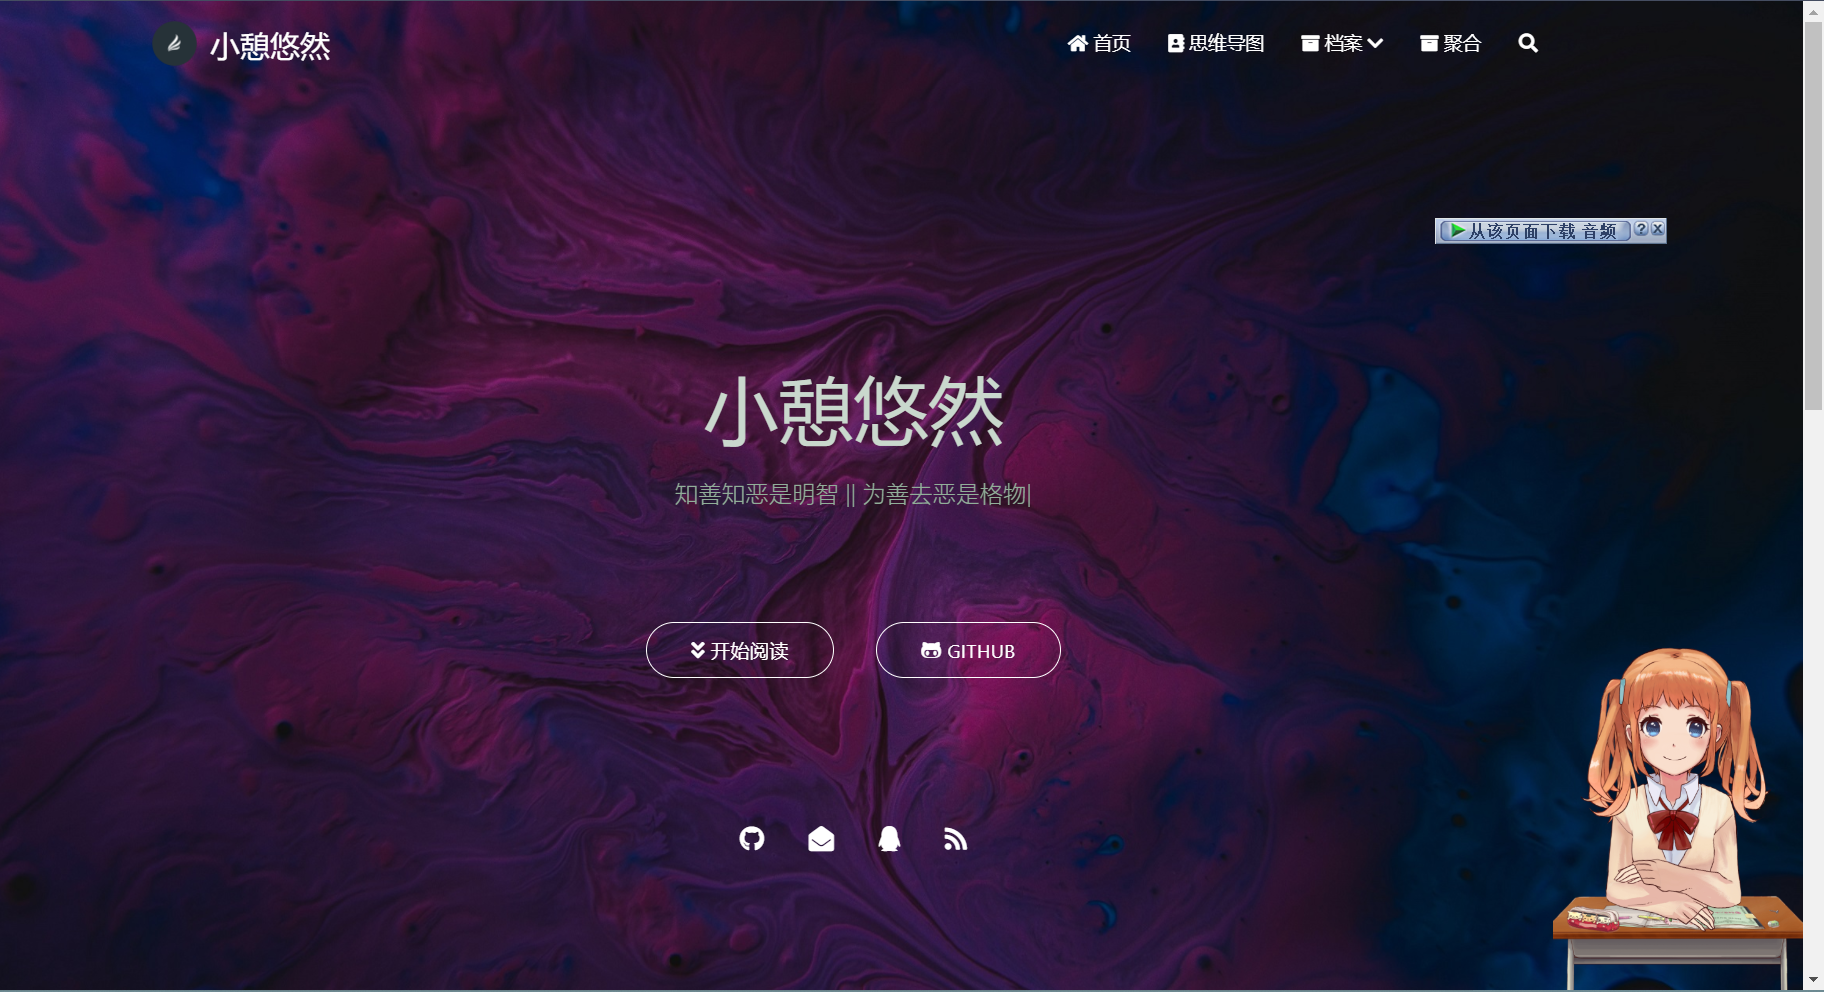 小憩悠然
首页 思维导图 档案 聚合
从该页面下载 音频 ? X
小憩悠然
知善知恶是明智 || 为善去恶是格物|
开始阅读 GITHUB